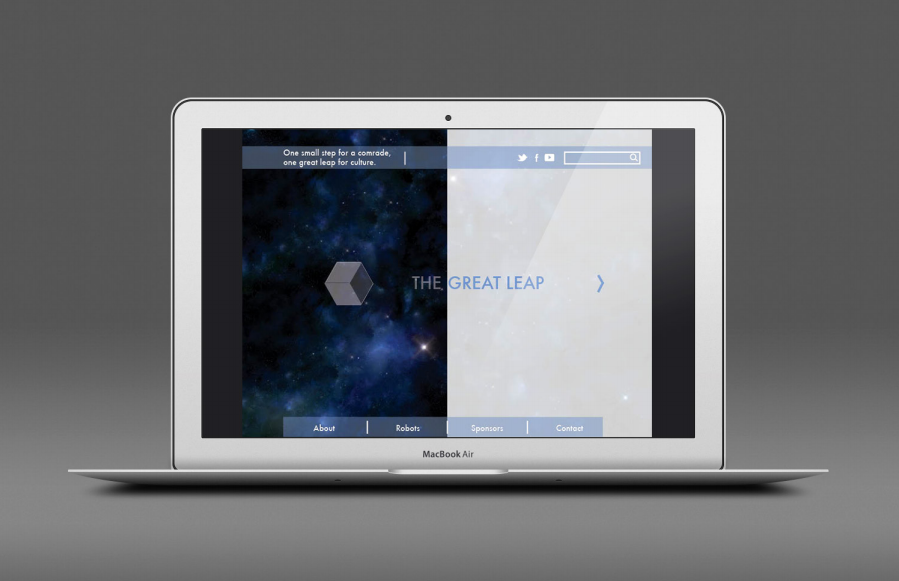 One small step for a comrade,
one great leap for culture.
THE GREAT LEAP
About
Robots
Sponsors
Contact
MacBook Air